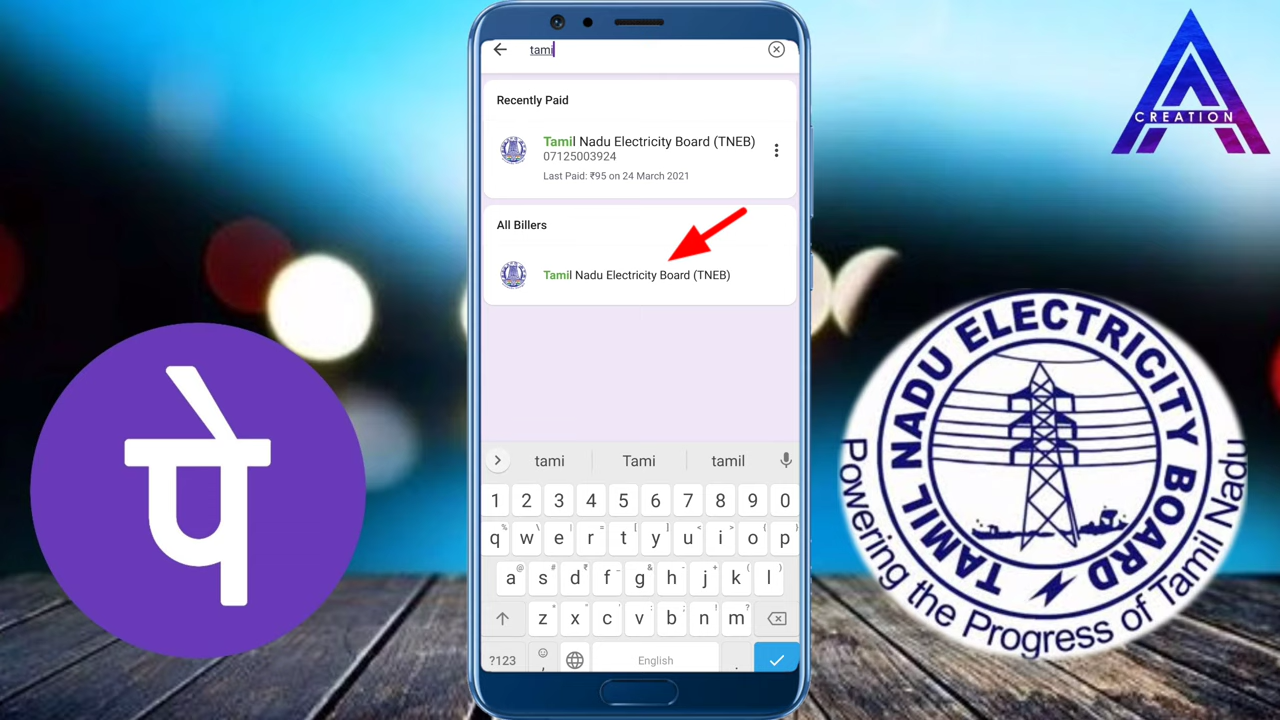 tami
Recently Paid
Tamil Nadu Electricity Board (TNEB)
07125003924
Last Paid: ₹95 on 24 March 2021
All Billers
Tamil Nadu Electricity Board (TNEB)
tami Tami tamil
1 2 3 4 5 6 7 8 9 0
% \ | = [ ] < > { }
q w e r t y u i o p
@ # ₹ _ & - + ( )
a s d f g h j k l
* " ' : ; ! ?
z x c v b n m
?123 , English .
पे
A CREATION
TAMIL NADU ELECTRICITY BOARD
Powering the Progress of Tamil Nadu